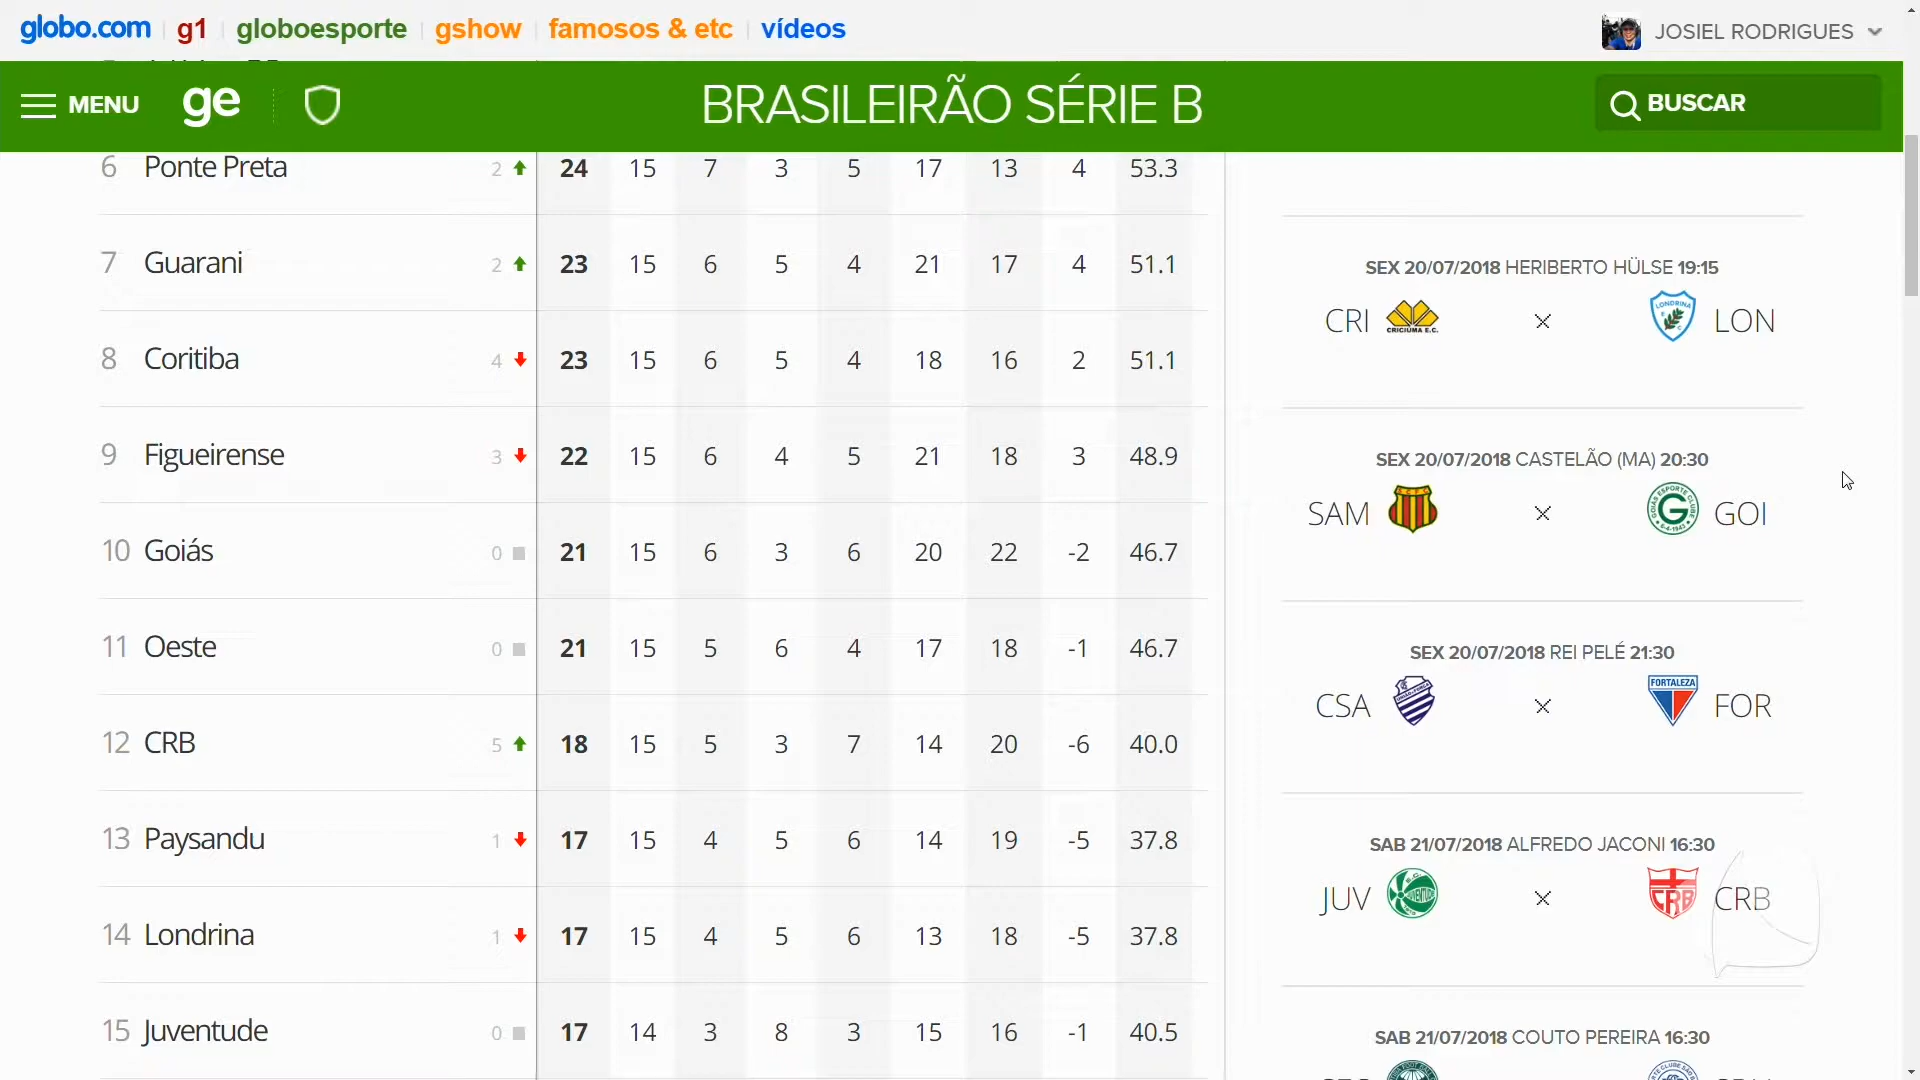 globo.com g1 globoesporte gshow famosos & etc vídeos JOSIEL RODRIGUES
MENU ge BRASILEIRÃO SÉRIE B BUSCAR
6 Ponte Preta 2 24 15 7 3 5 17 13 4 53.3
7 Guarani 2 23 15 6 5 4 21 17 4 51.1
8 Coritiba 4 23 15 6 5 4 18 16 2 51.1
9 Figueirense 3 22 15 6 4 5 21 18 3 48.9
10 Goiás 0 21 15 6 3 6 20 22 -2 46.7
11 Oeste 0 21 15 5 6 4 17 18 -1 46.7
12 CRB 5 18 15 5 3 7 14 20 -6 40.0
13 Paysandu 1 17 15 4 5 6 14 19 -5 37.8
14 Londrina 1 17 15 4 5 6 13 18 -5 37.8
15 Juventude 0 17 14 3 8 3 15 16 -1 40.5
SEX 20/07/2018 HERIBERTO HÜLSE 19:15
CRI CRICIÚMA E.C. × LONDRINA LON
SEX 20/07/2018 CASTELÃO (MA) 20:30
SAM × GOIÁS ESPORTE CLUBE G 6-4-1943 GOI
SEX 20/07/2018 REI PELÉ 21:30
CSA × FORTALEZA FOR
SAB 21/07/2018 ALFREDO JACONI 16:30
JUV × CRB CRB
SAB 21/07/2018 COUTO PEREIRA 16:30